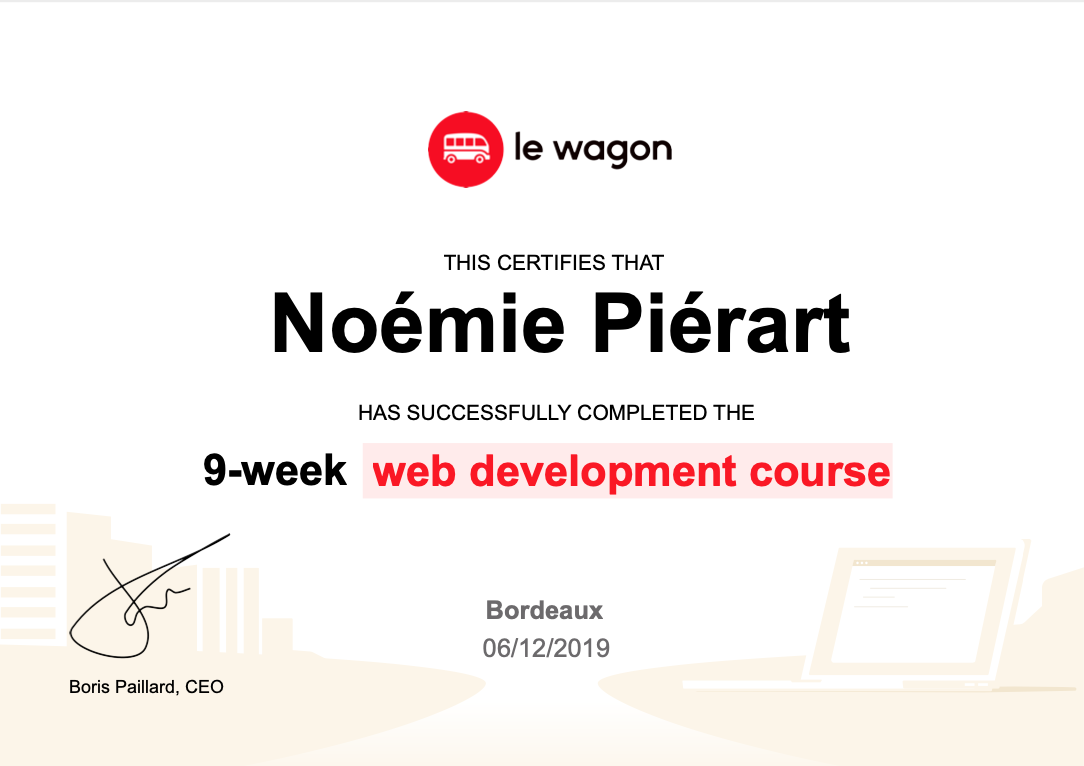 le wagon
THIS CERTIFIES THAT
Noémie Piérart
HAS SUCCESSFULLY COMPLETED THE
9-week web development course
Bordeaux
06/12/2019
Boris Paillard, CEO